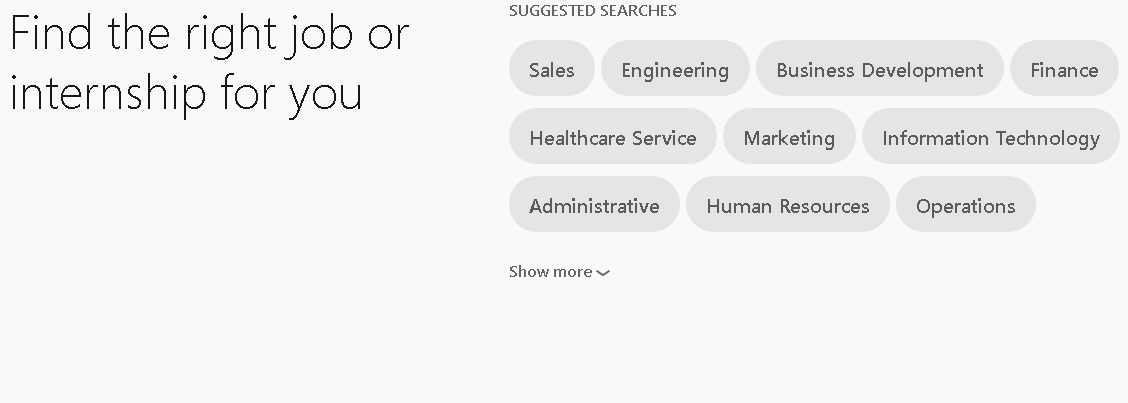 Find the right job or
internship for you
SUGGESTED SEARCHES
Sales Engineering Business Development Finance
Healthcare Service Marketing Information Technology
Administrative Human Resources Operations
Show more